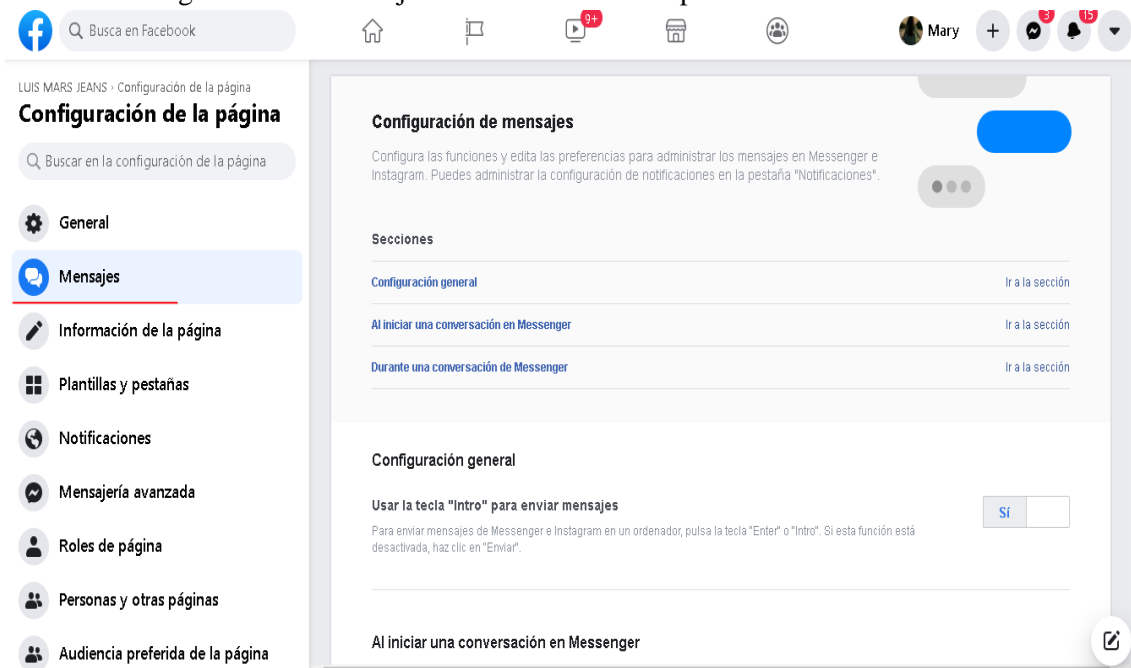 Busca en Facebook
9+
Mary
3
15
LUIS MARS JEANS › Configuración de la página
Configuración de la página
Buscar en la configuración de la página
General
Mensajes
Información de la página
Plantillas y pestañas
Notificaciones
Mensajería avanzada
Roles de página
Personas y otras páginas
Audiencia preferida de la página
Configuración de mensajes
Configura las funciones y edita las preferencias para administrar los mensajes en Messenger e
Instagram. Puedes administrar la configuración de notificaciones en la pestaña "Notificaciones".
Secciones
Configuración general Ir a la sección
Al iniciar una conversación en Messenger Ir a la sección
Durante una conversación de Messenger Ir a la sección
Configuración general
Usar la tecla "Intro" para enviar mensajes
Sí
Para enviar mensajes de Messenger e Instagram en un ordenador, pulsa la tecla "Enter" o "Intro". Si esta función está
desactivada, haz clic en "Enviar".
Al iniciar una conversación en Messenger